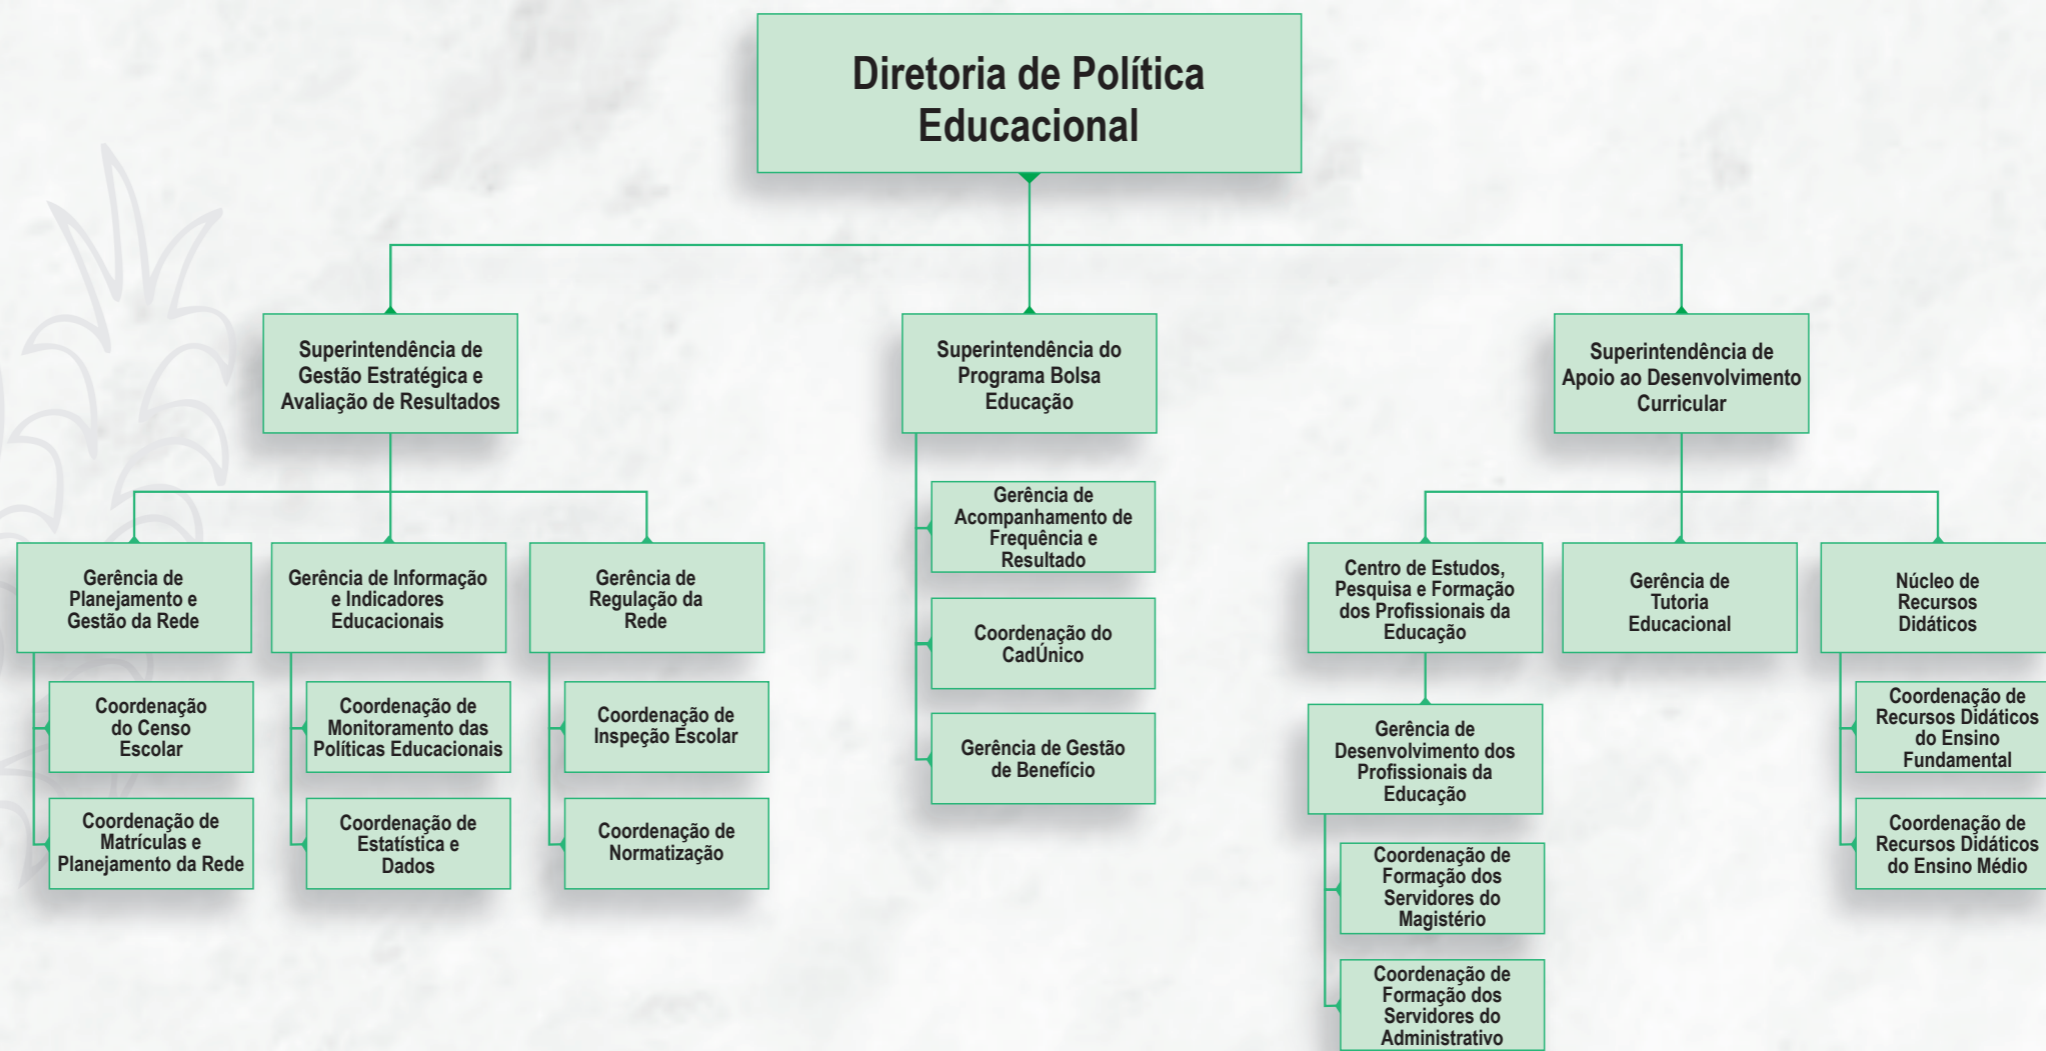 Diretoria de Política
Educacional
Superintendência de
Gestão Estratégica e
Avaliação de Resultados
Superintendência do
Programa Bolsa
Educação
Superintendência de
Apoio ao Desenvolvimento
Curricular
Gerência de
Planejamento e
Gestão da Rede
Coordenação
do Censo
Escolar
Coordenação de
Matrículas e
Planejamento da Rede
Gerência de Informação
e Indicadores
Educacionais
Coordenação de
Monitoramento das
Políticas Educacionais
Coordenação de
Estatística e
Dados
Gerência de
Regulação da
Rede
Coordenação de
Inspeção Escolar
Coordenação de
Normatização
Gerência de
Acompanhamento de
Frequência e
Resultado
Coordenação do
CadÚnico
Gerência de Gestão
de Benefício
Centro de Estudos,
Pesquisa e Formação
dos Profissionais da
Educação
Gerência de
Desenvolvimento dos
Profissionais da
Educação
Coordenação de
Formação dos
Servidores do
Magistério
Coordenação de
Formação dos
Servidores do
Administrativo
Gerência de
Tutoria
Educacional
Núcleo de
Recursos
Didáticos
Coordenação de
Recursos Didáticos
do Ensino
Fundamental
Coordenação de
Recursos Didáticos
do Ensino Médio